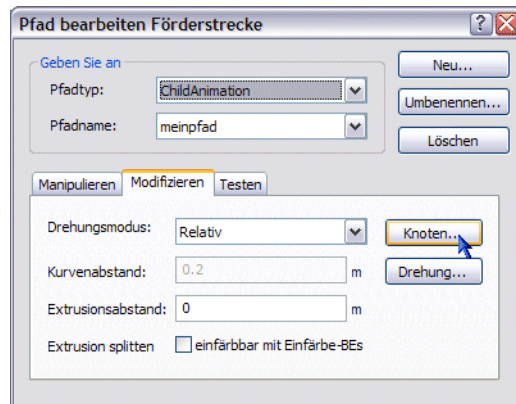 Pfad bearbeiten Förderstrecke
Geben Sie an
Pfadtyp: ChildAnimation
Pfadname: meinpfad
Neu...
Umbenennen...
Löschen
Manipulieren Modifizieren Testen
Drehungsmodus: Relativ Knoten...
Kurvenabstand: 0.2 m Drehung...
Extrusionsabstand: 0 m
Extrusion splitten einfärbbar mit Einfärbe-BEs